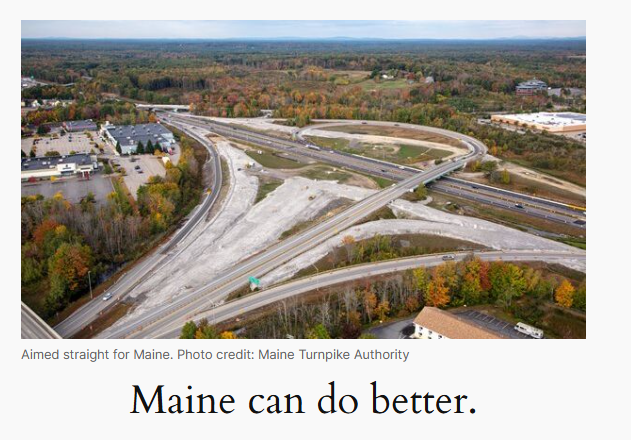 Aimed straight for Maine. Photo credit: Maine Turnpike Authority
Maine can do better.